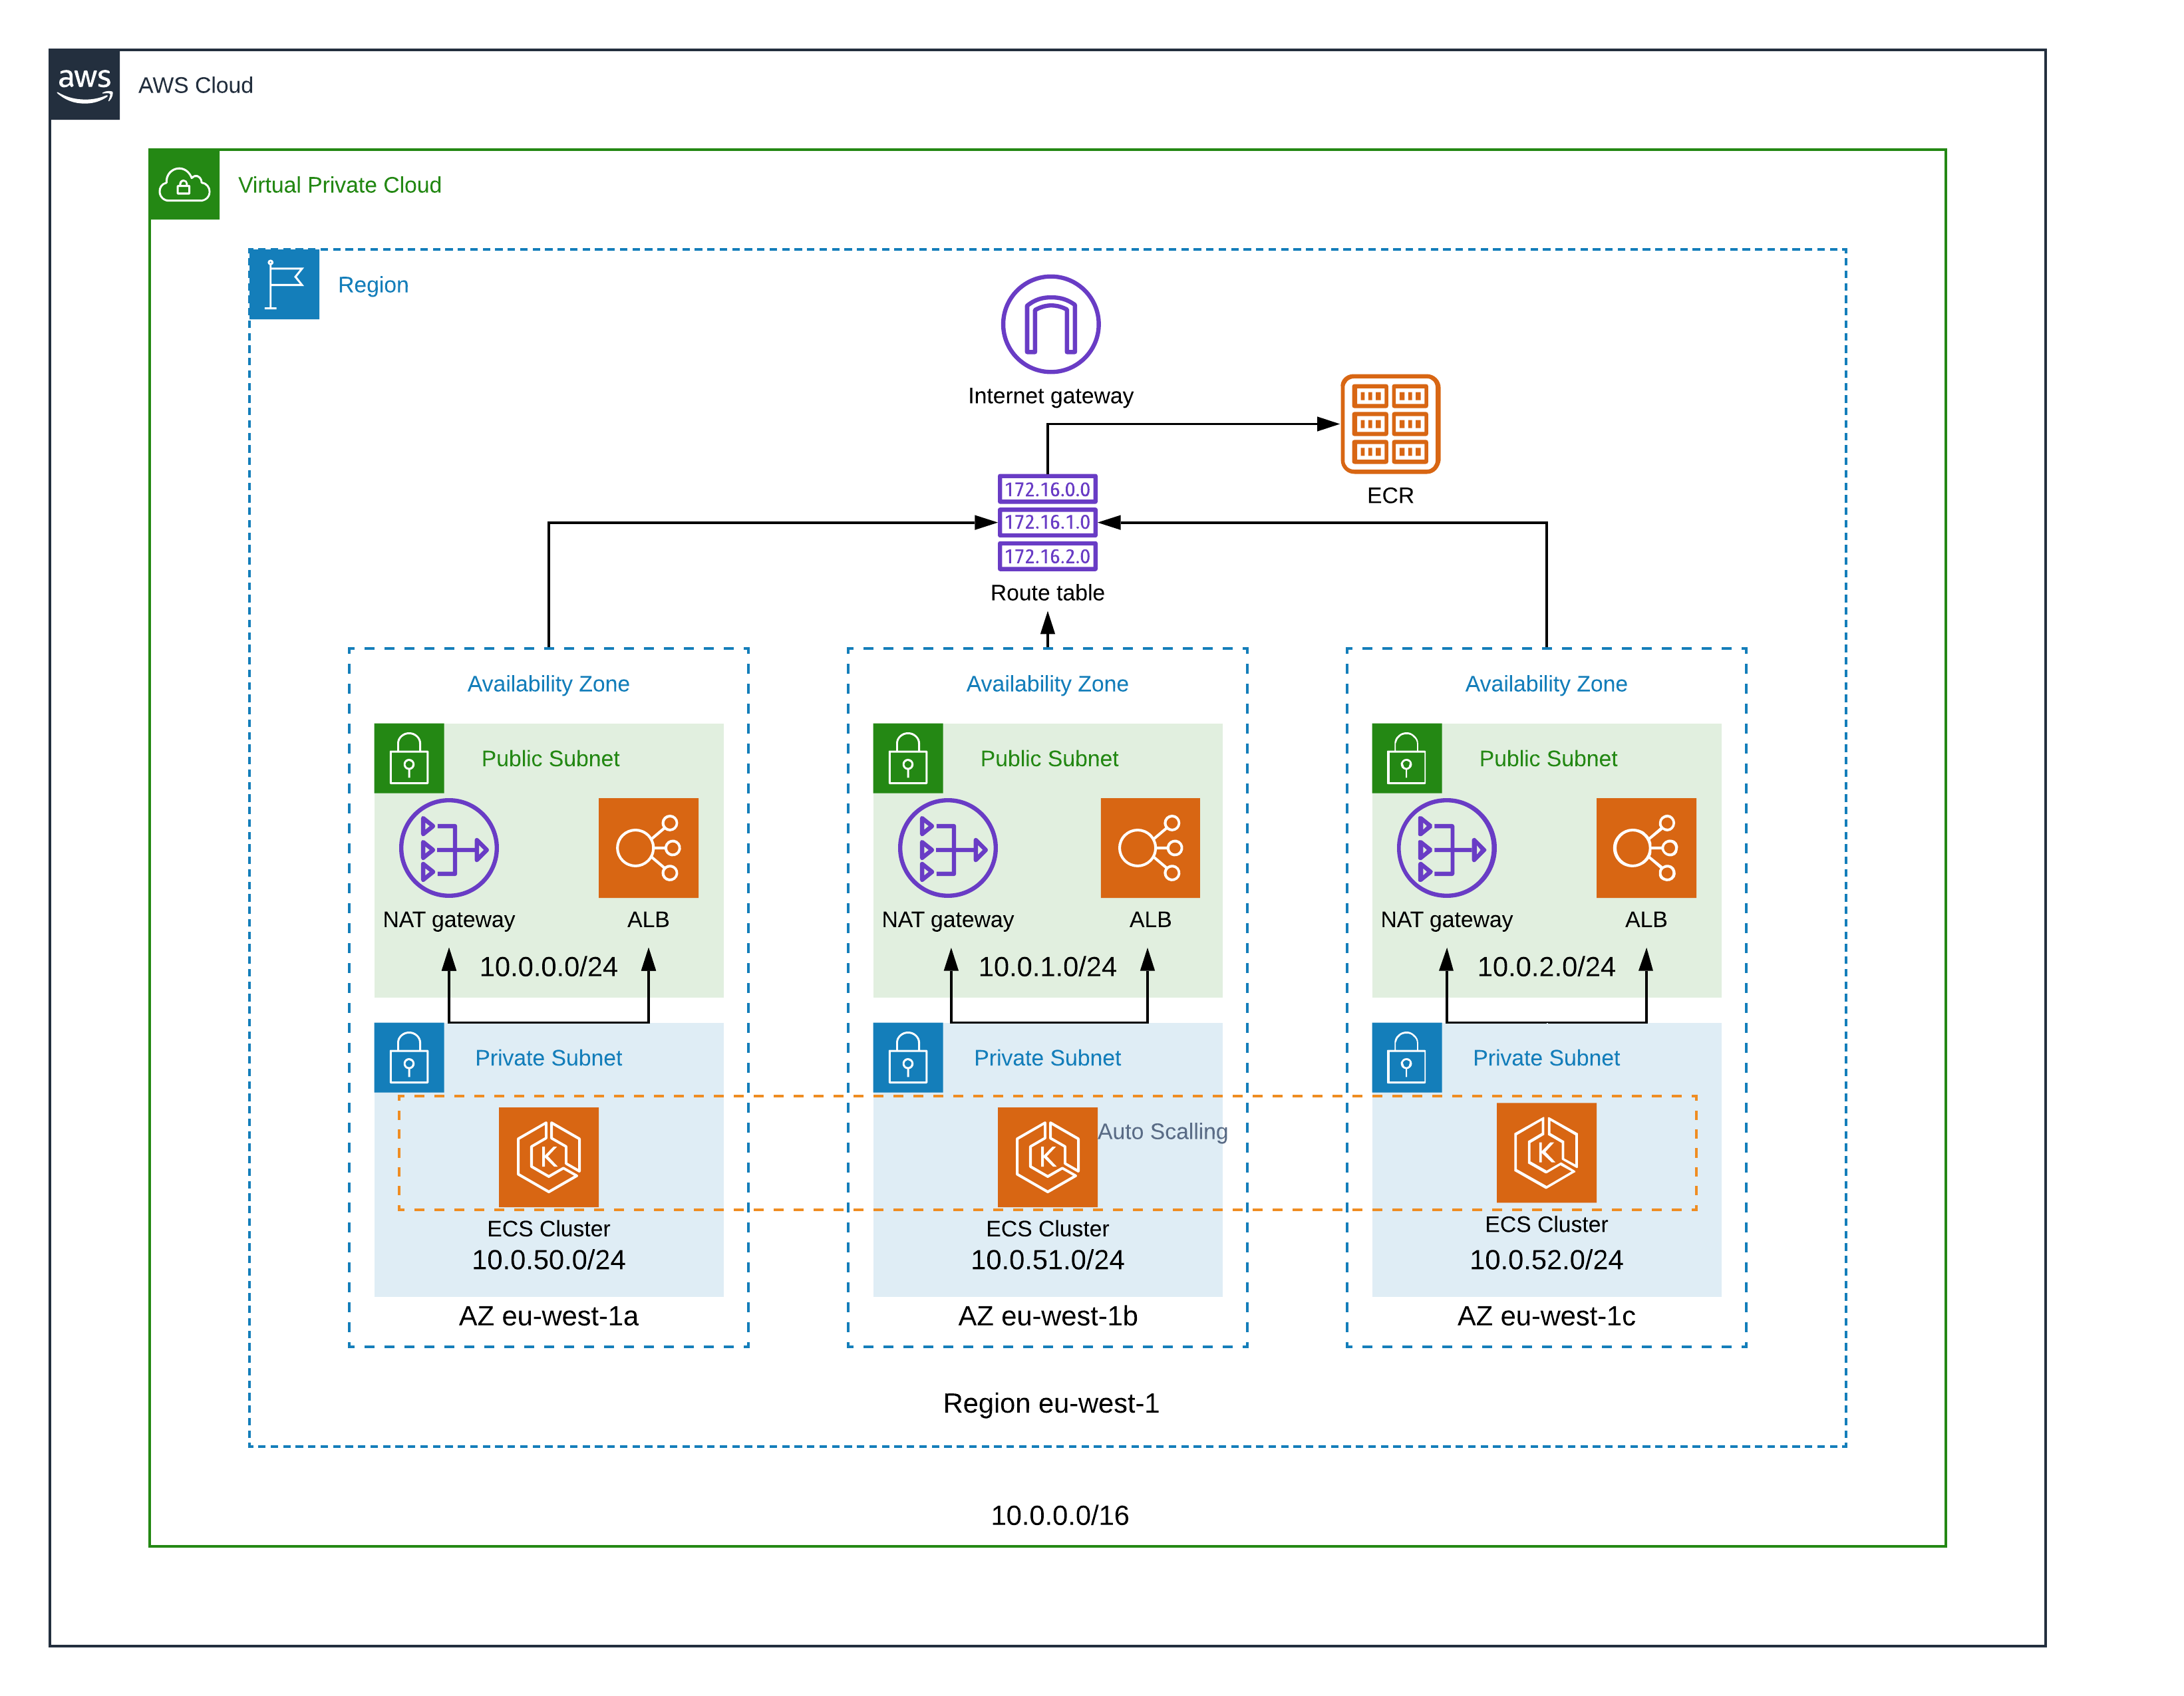 aws
AWS Cloud
Virtual Private Cloud
Region
Internet gateway
ECR
172.16.0.0
172.16.1.0
172.16.2.0
Route table
Availability Zone
Availability Zone
Availability Zone
Public Subnet
Public Subnet
Public Subnet
NAT gateway
ALB
NAT gateway
ALB
NAT gateway
ALB
10.0.0.0/24
10.0.1.0/24
10.0.2.0/24
Private Subnet
Private Subnet
Private Subnet
K
K
Auto Scalling
K
ECS Cluster
ECS Cluster
ECS Cluster
10.0.50.0/24
10.0.51.0/24
10.0.52.0/24
AZ eu-west-1a
AZ eu-west-1b
AZ eu-west-1c
Region eu-west-1
10.0.0.0/16